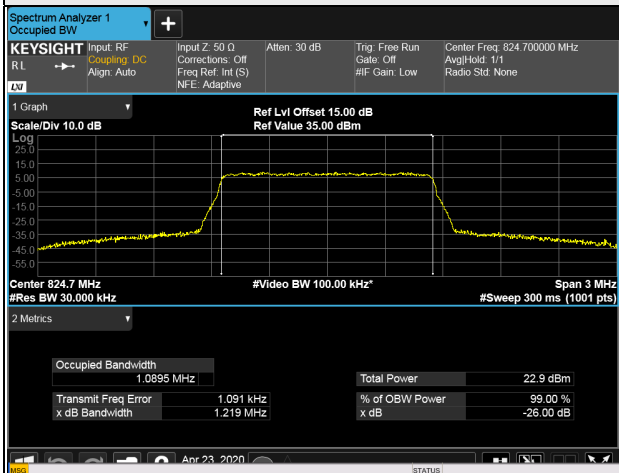 Spectrum Analyzer 1
Occupied BW
KEYSIGHT
R L
LXI
Input: RF
Coupling: DC
Align: Auto
Input Z: 50 Ω
Corrections: Off
Freq Ref: Int (S)
NFE: Adaptive
Atten: 30 dB
Trig: Free Run
Gate: Off
#IF Gain: Low
Center Freq: 824.700000 MHz
Avg|Hold: 1/1
Radio Std: None
1 Graph
Scale/Div 10.0 dB
Ref Lvl Offset 15.00 dB
Ref Value 35.00 dBm
Log
25.0
15.0
5.00
-5.00
-15.0
-25.0
-35.0
-45.0
-55.0
Center 824.7 MHz
#Video BW 100.00 kHz*
Span 3 MHz
#Res BW 30.000 kHz
#Sweep 300 ms (1001 pts)
2 Metrics
Occupied Bandwidth
1.0895 MHz
Total Power 22.9 dBm
Transmit Freq Error 1.091 kHz
% of OBW Power 99.00 %
x dB Bandwidth 1.219 MHz
x dB -26.00 dB
Apr 23, 2020
MSG
STATUS